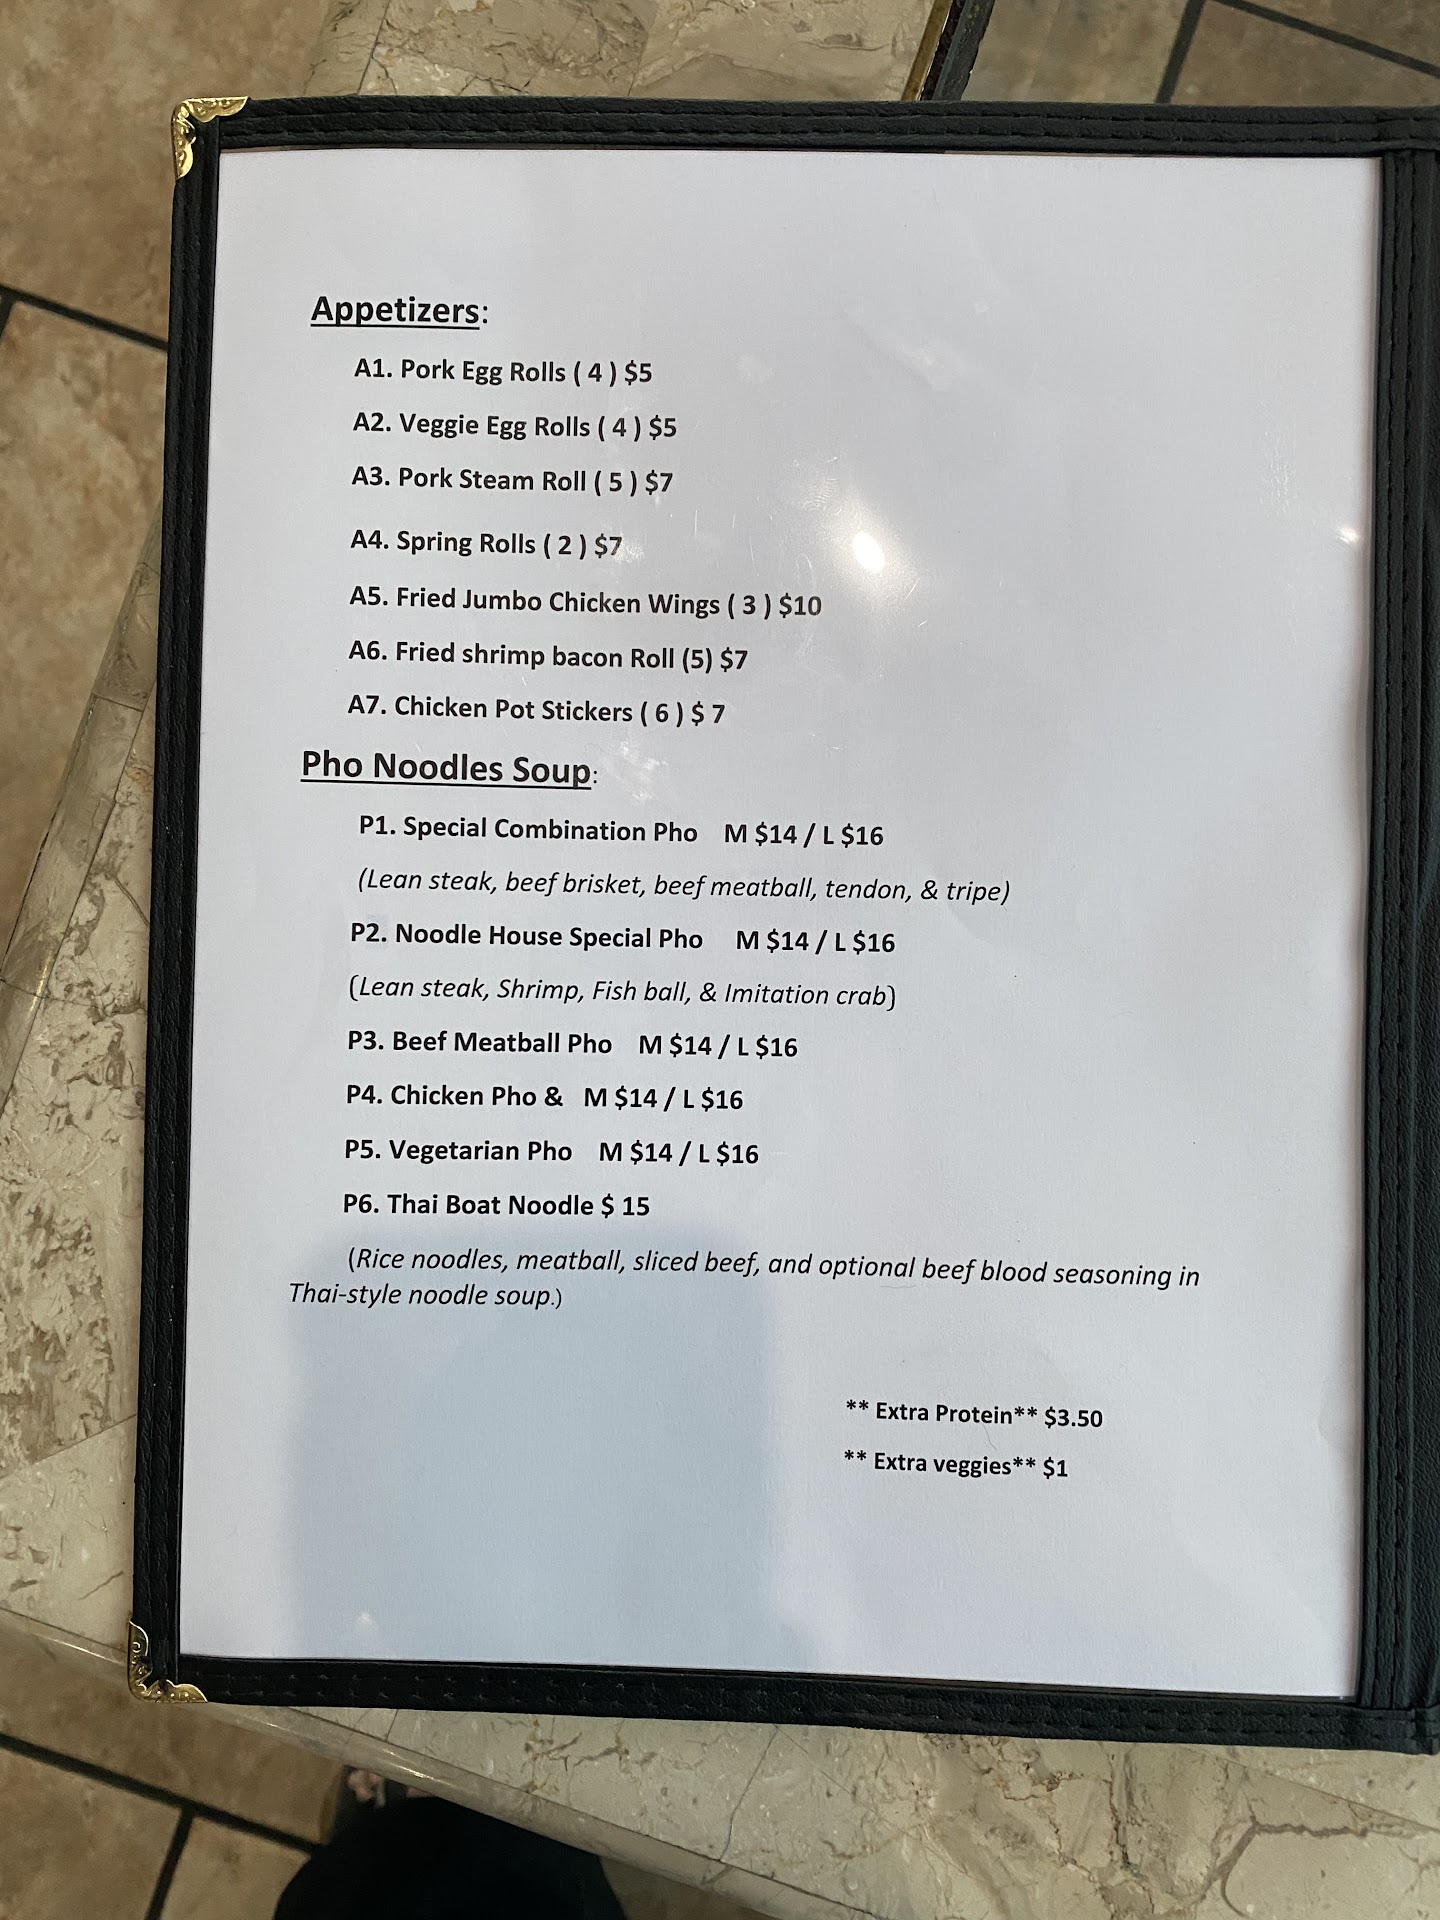 Appetizers:
A1. Pork Egg Rolls ( 4 ) $5
A2. Veggie Egg Rolls ( 4 ) $5
A3. Pork Steam Roll ( 5 ) $7
A4. Spring Rolls ( 2 ) $7
A5. Fried Jumbo Chicken Wings ( 3 ) $10
A6. Fried shrimp bacon Roll (5) $7
A7. Chicken Pot Stickers ( 6 ) $ 7
Pho Noodles Soup:
P1. Special Combination Pho M $14 / L $16
(Lean steak, beef brisket, beef meatball, tendon, & tripe)
P2. Noodle House Special Pho M $14 / L $16
(Lean steak, Shrimp, Fish ball, & Imitation crab)
P3. Beef Meatball Pho M $14 / L $16
P4. Chicken Pho & M $14 / L $16
P5. Vegetarian Pho M $14 / L $16
P6. Thai Boat Noodle $ 15
(Rice noodles, meatball, sliced beef, and optional beef blood seasoning in
Thai-style noodle soup.)
** Extra Protein** $3.50
** Extra veggies** $1